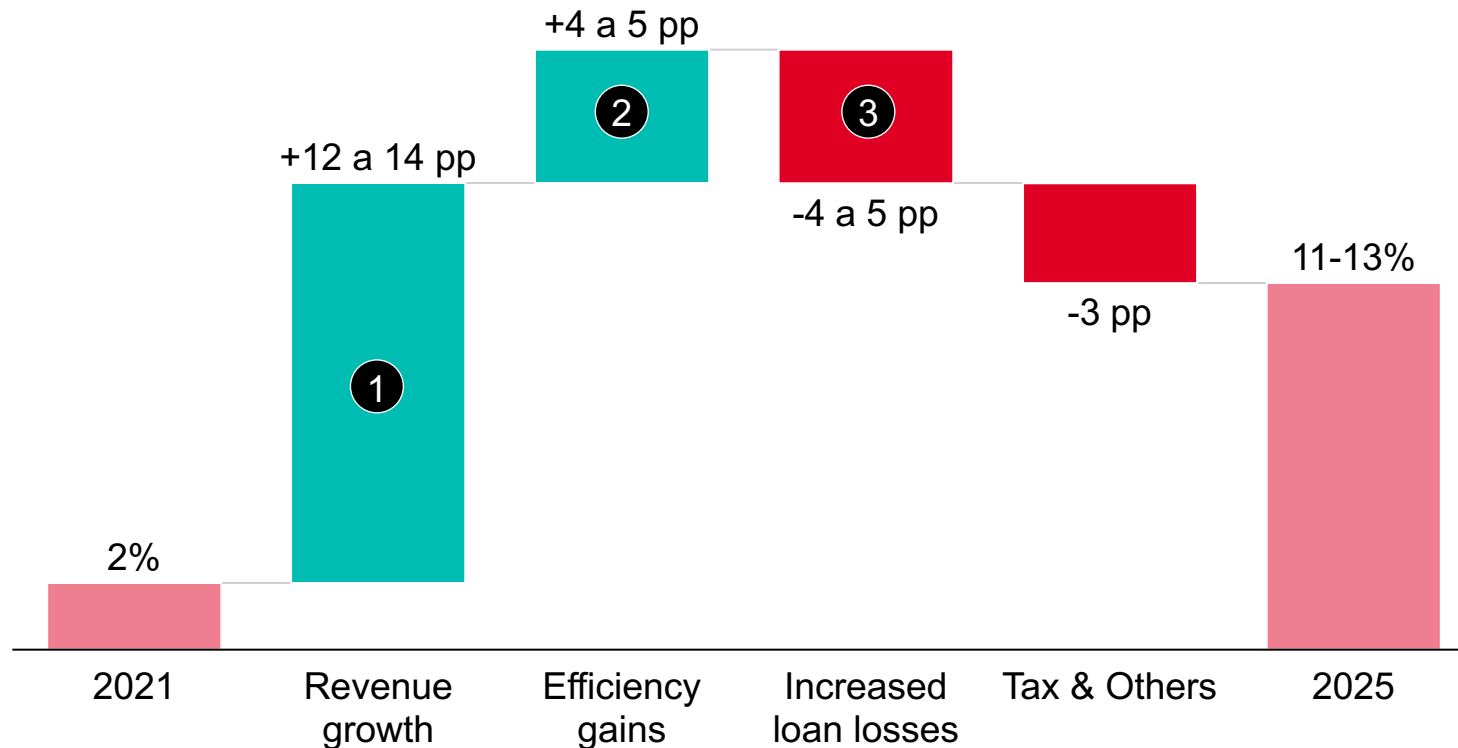 +4 a 5 pp
2
3
+12 a 14 pp
-4 a 5 pp
11-13%
-3 pp
1
2%
2021
Revenue
growth
Efficiency
gains
Increased
loan losses
Tax & Others
2025